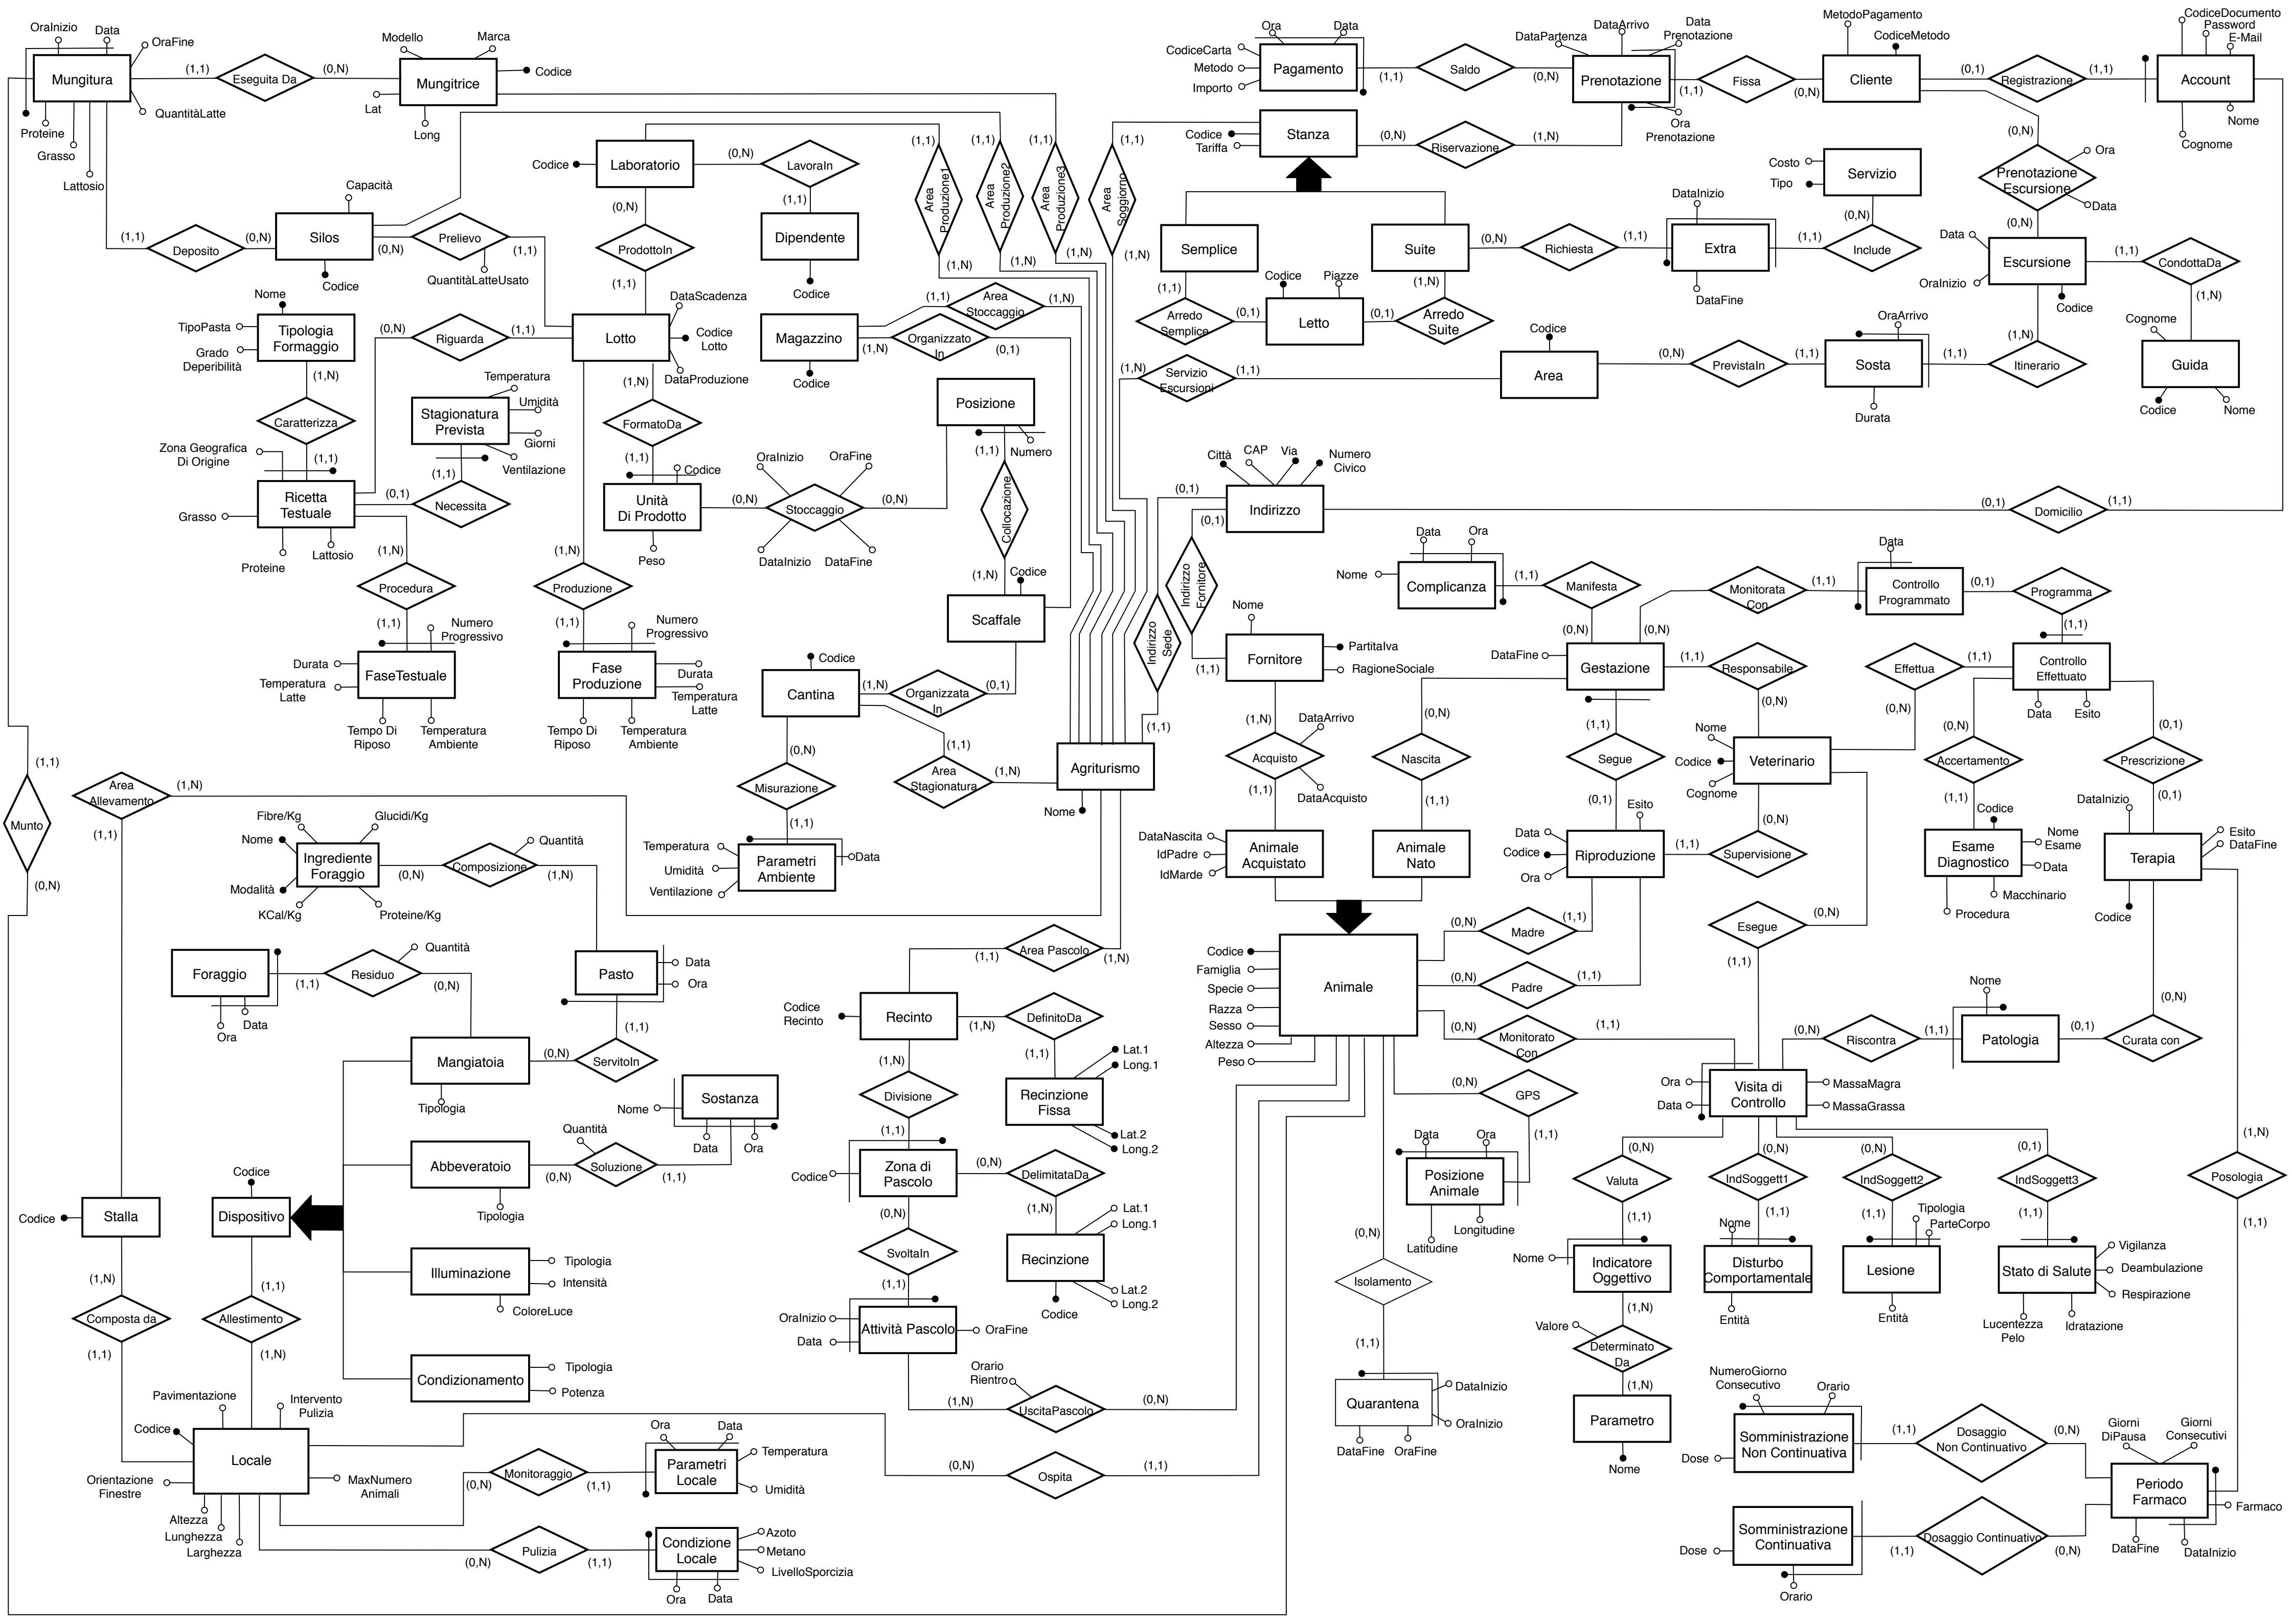 OraInizio
Data
OraFine
Mungitura
(1,1)
Eseguita Da
(0,N)
QuantitàLatte
Proteine
Grasso
Lattosio
Modello
Marca
Mungitrice
Codice
Lat
Long
(1,1)
Deposito
(0,N)
Capacità
Silos
Codice
(0,N)
Prelievo
(1,1)
QuantitàLatteUsato
Codice
Laboratorio
(0,N)
LavoraIn
(1,1)
Dipendente
Codice
(0,N)
ProdottoIn
(1,1)
(1,1)
Area
Produzione1
(1,N)
(1,1)
Area
Produzione2
(1,N)
(1,1)
Area
Produzione3
(1,N)
(1,1)
Area
Soggiorno
(1,N)
Ora
Data
CodiceCarta
Metodo
Importo
Pagamento
(1,1)
Saldo
(0,N)
DataArrivo
DataPartenza
Data
Prenotazione
Prenotazione
Ora
Prenotazione
(1,1)
Fissa
(0,N)
MetodoPagamento
CodiceMetodo
Cliente
(0,1)
Registrazione
(1,1)
CodiceDocumento
Password
E-Mail
Account
Nome
Cognome
Codice
Tariffa
Stanza
(0,N)
Riservazione
(1,N)
(0,N)
Prenotazione
Escursione
Ora
Data
(0,N)
Costo
Tipo
Servizio
(0,N)
Include
(1,1)
DataInizio
Extra
DataFine
(1,1)
Richiesta
(0,N)
Semplice
Suite
(1,1)
Arredo
Semplice
(0,1)
Codice
Piazze
Letto
(0,1)
Arredo
Suite
(1,N)
Data
OraInizio
Escursione
Codice
(1,1)
CondottaDa
(1,N)
Cognome
Guida
Codice
Nome
(1,N)
Itinerario
(1,1)
OraArrivo
Sosta
Durata
(1,1)
PrevistaIn
(0,N)
Codice
Area
(1,1)
Servizio
Escursioni
(1,N)
Nome
TipoPasta
Grado
Deperibilità
Tipologia
Formaggio
(1,N)
Caratterizza
(1,1)
(0,N)
Riguarda
(1,1)
Lotto
DataScadenza
Codice
Lotto
DataProduzione
Magazzino
Codice
(1,1)
Area
Stoccaggio
(1,N)
(1,N)
Organizzato
In
(0,1)
Zona Geografica
Di Origine
Ricetta
Testuale
Grasso
Proteine
Lattosio
Temperatura
Umidità
Giorni
Ventilazione
Stagionatura
Prevista
(1,1)
Necessita
(0,1)
(1,N)
FormatoDa
(1,1)
Codice
Unità
Di Prodotto
Peso
(0,N)
OraInizio
OraFine
Stoccaggio
DataInizio
DataFine
(0,N)
Posizione
Numero
(1,1)
Collocazione
(1,N)
Codice
Scaffale
(1,N)
Procedura
(1,1)
Numero
Progressivo
FaseTestuale
Durata
Temperatura
Latte
Tempo Di
Riposo
Temperatura
Ambiente
(1,N)
Produzione
(1,1)
Numero
Progressivo
Fase
Produzione
Durata
Temperatura
Latte
Tempo Di
Riposo
Temperatura
Ambiente
Codice
Cantina
(1,N)
Organizzata
In
(0,1)
(1,1)
Area
Stagionatura
(1,N)
(0,N)
Misurazione
(1,1)
Temperatura
Umidità
Ventilazione
Parametri
Ambiente
Data
Agriturismo
Nome
(0,1)
Indirizzo
Sede
(1,1)
(0,1)
Indirizzo
Fornitore
(1,1)
Città
CAP
Via
Numero
Civico
Indirizzo
(0,1)
Domicilio
(1,1)
Nome
Fornitore
PartitaIva
RagioneSociale
(1,N)
Acquisto
DataArrivo
DataAcquisto
(1,1)
DataNascita
IdPadre
IdMarde
Animale
Acquistato
Data
Ora
Nome
Complicanza
(1,1)
Manifesta
(0,N)
DataFine
Gestazione
(0,N)
Monitorata
Con
(1,1)
Data
Controllo
Programmato
(0,1)
Programma
(1,1)
Controllo
Effettuato
Data
Esito
(1,1)
Effettua
(0,N)
(1,1)
Responsabile
(0,N)
(0,N)
Nascita
(1,1)
Animale
Nato
(1,1)
Segue
(0,1)
Data
Codice
Ora
Esito
Riproduzione
(1,1)
Supervisione
(0,N)
Nome
Codice
Cognome
Veterinario
(0,N)
Accertamento
(1,1)
Codice
Nome
Esame
Data
Macchinario
Procedura
Esame
Diagnostico
(0,1)
Prescrizione
(0,1)
DataInizio
Terapia
Esito
DataFine
Codice
(1,1)
Munto
(0,N)
Area
Allevamento
(1,N)
(1,1)
Fibre/Kg
Glucidi/Kg
Nome
Modalità
KCal/Kg
Proteine/Kg
Ingrediente
Foraggio
(0,N)
Composizione
Quantità
(1,N)
Foraggio
Ora
Data
(1,1)
Residuo
Quantità
(0,N)
Pasto
Data
Ora
(1,1)
ServitoIn
(0,N)
Mangiatoia
Tipologia
Sostanza
Nome
Data
Ora
Abbeveratoio
Tipologia
(0,N)
Quantità
Soluzione
(1,1)
Illuminazione
Tipologia
Intensità
ColoreLuce
Condizionamento
Tipologia
Potenza
Codice
Stalla
(1,N)
Composta da
(1,1)
Codice
Dispositivo
(1,1)
Allestimento
(1,N)
Pavimentazione
Intervento
Pulizia
Codice
Locale
Orientazione
Finestre
Altezza
Lunghezza
Larghezza
MaxNumero
Animali
(0,N)
Monitoraggio
(1,1)
Ora
Data
Parametri
Locale
Temperatura
Umidità
(0,N)
Pulizia
(1,1)
Condizione
Locale
Azoto
Metano
LivelloSporcizia
Ora
Data
(1,1)
Area Pascolo
(1,N)
Codice
Recinto
Recinto
(1,N)
DefinitoDa
(1,1)
Recinzione
Fissa
Lat.1
Long.1
Lat.2
Long.2
(1,N)
Divisione
(1,1)
Codice
Zona di
Pascolo
(0,N)
DelimitataDa
(1,N)
Recinzione
Lat.1
Long.1
Lat.2
Long.2
Codice
(0,N)
SvoltaIn
(1,1)
OraInizio
Data
Attività Pascolo
OraFine
(1,N)
Orario
Rientro
UscitaPascolo
(0,N)
(0,N)
Ospita
(1,1)
Codice
Famiglia
Specie
Razza
Sesso
Altezza
Peso
Animale
(0,N)
Madre
(1,1)
(0,N)
Padre
(1,1)
(0,N)
Monitorato
Con
(1,1)
(0,N)
GPS
(1,1)
Data
Ora
Posizione
Animale
Latitudine
Longitudine
(0,N)
Isolamento
(1,1)
Quarantena
DataInizio
OraInizio
DataFine
OraFine
Esegue
(0,N)
(1,1)
Ora
Data
Visita di
Controllo
MassaMagra
MassaGrassa
(0,N)
Riscontra
(1,1)
Nome
Patologia
(0,1)
Curata con
(0,N)
(0,N)
Valuta
(1,1)
Nome
Indicatore
Oggettivo
(1,N)
Valore
Determinato
Da
(1,N)
Parametro
Nome
(0,N)
IndSoggett1
(1,1)
Nome
Disturbo
Comportamentale
Entità
(0,N)
IndSoggett2
(1,1)
Tipologia
ParteCorpo
Lesione
Entità
(0,1)
IndSoggett3
(1,1)
Stato di Salute
Vigilanza
Deambulazione
Respirazione
Lucentezza
Pelo
Idratazione
(1,N)
Posologia
(1,1)
NumeroGiorno
Consecutivo
Orario
Dose
Somministrazione
Non Continuativa
(1,1)
Dosaggio
Non Continuativo
(0,N)
Giorni
DiPausa
Giorni
Consecutivi
Periodo
Farmaco
Farmaco
DataFine
DataInizio
Dose
Somministrazione
Continuativa
Orario
(1,1)
Dosaggio Continuativo
(0,N)